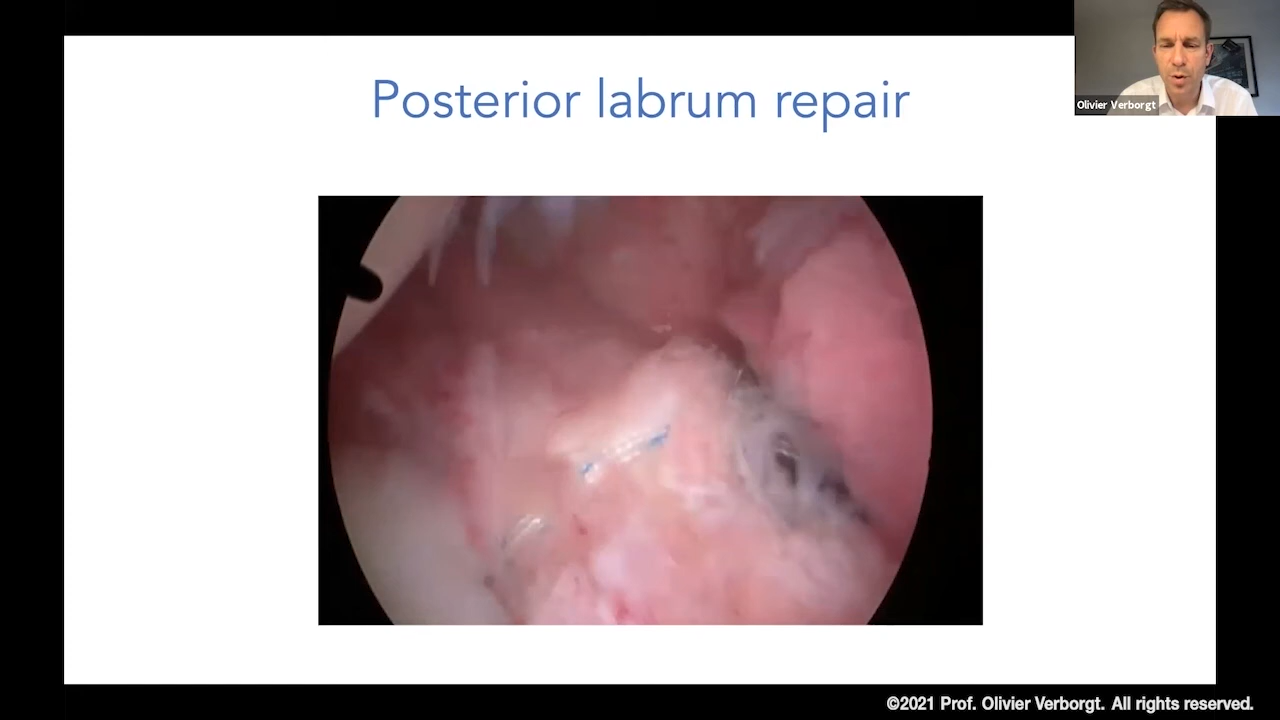 Posterior labrum repair
Olivier Verborgt
©2021 Prof. Olivier Verborgt. All rights reserved.